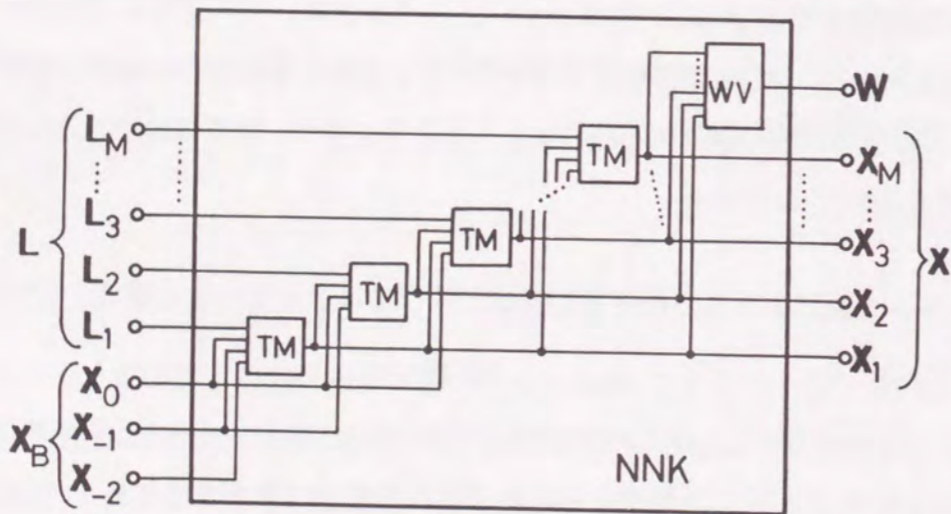 WV
W
L_M
TM
X_M
L_3
TM
X_3
L
X
L_2
TM
X_2
L_1
TM
X_1
X_0
X_B
X_-1
X_-2
NNK